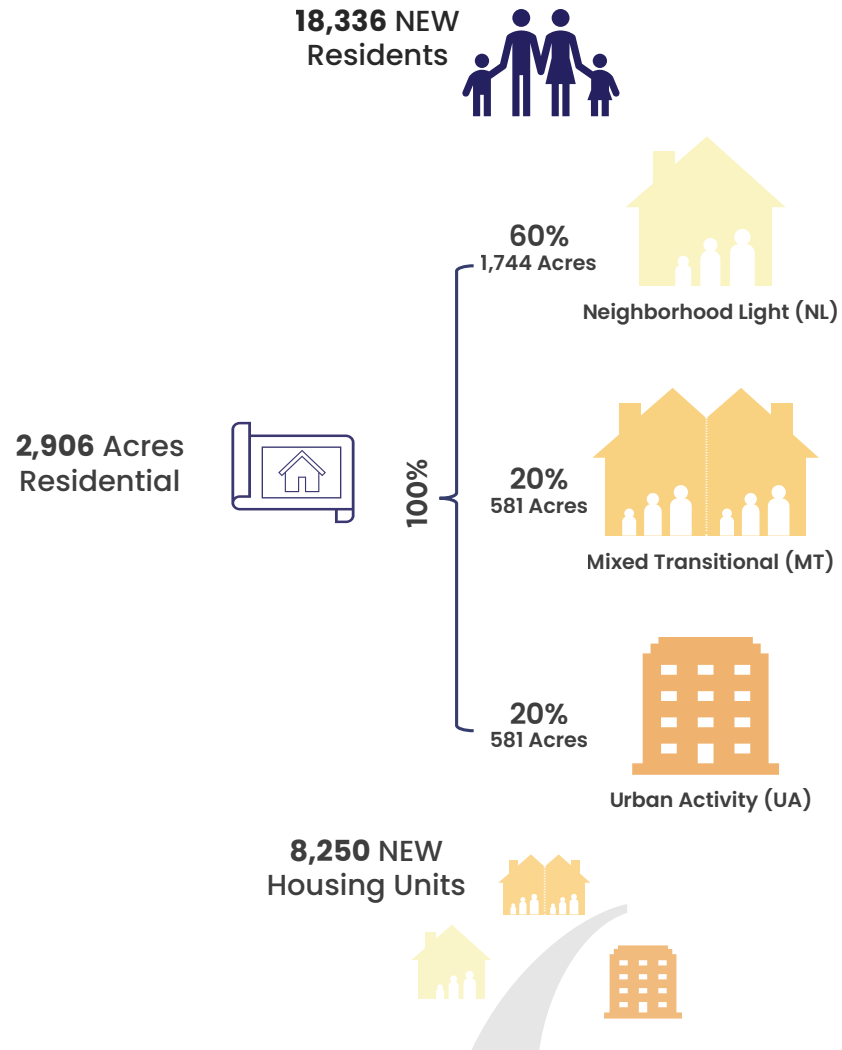 18,336 NEW
Residents
60%
1,744 Acres
Neighborhood Light (NL)
2,906 Acres
Residential
100%
20%
581 Acres
Mixed Transitional (MT)
20%
581 Acres
Urban Activity (UA)
8,250 NEW
Housing Units